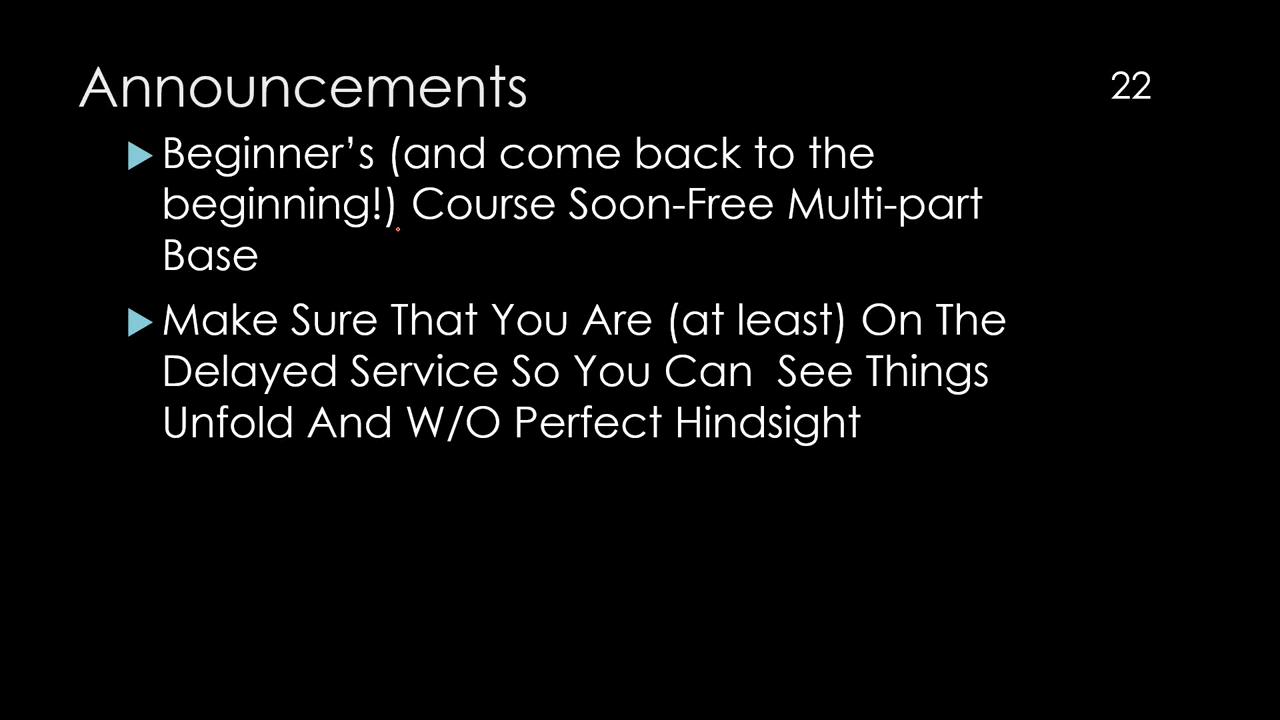 Announcements
22
Beginner’s (and come back to the
beginning!) Course Soon-Free Multi-part
Base
Make Sure That You Are (at least) On The
Delayed Service So You Can  See Things
Unfold And W/O Perfect Hindsight